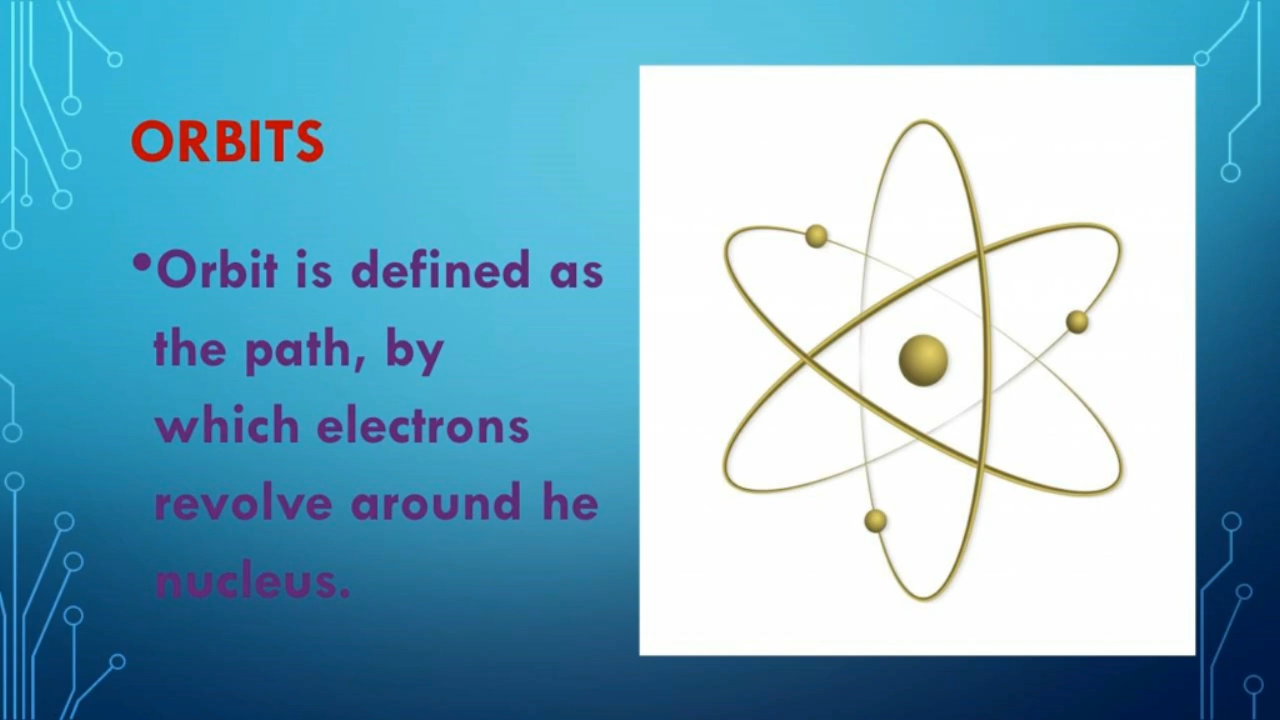 ORBITS
•Orbit is defined as
the path, by
which electrons
revolve around he
nucleus.